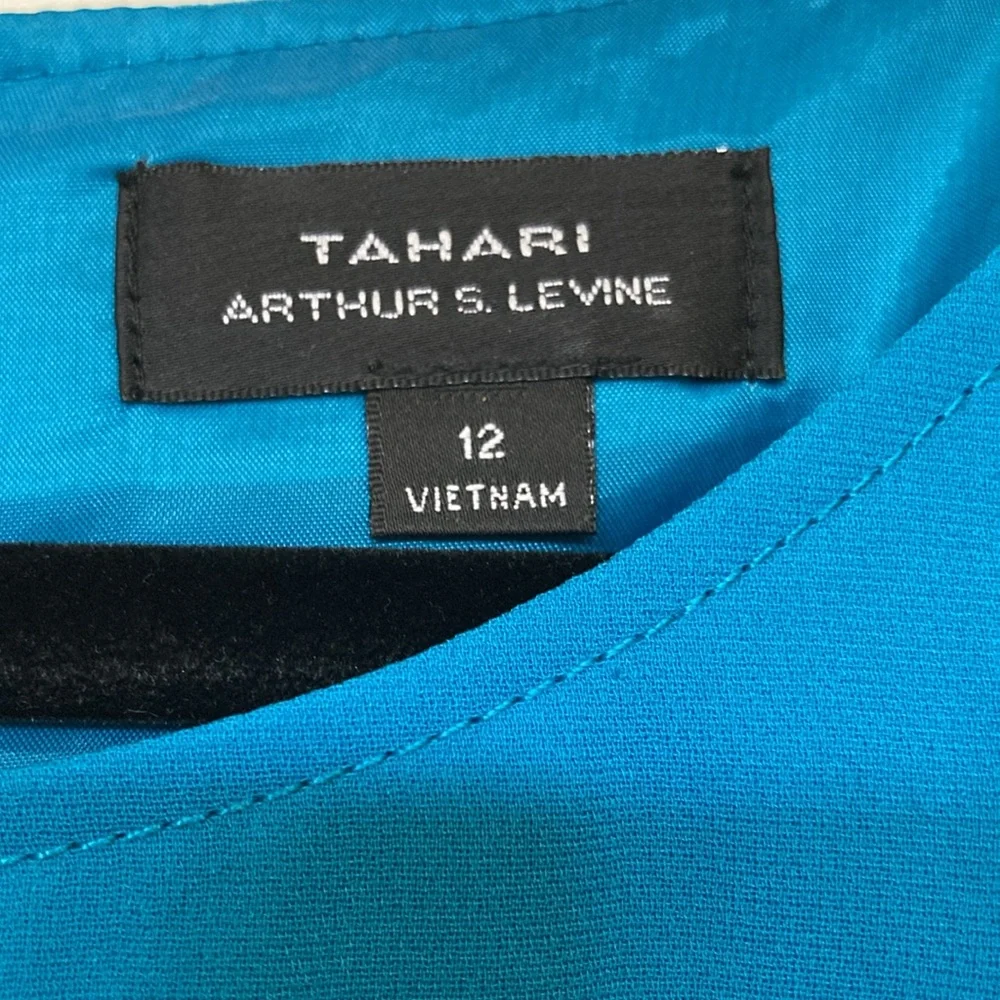 TAHARI
ARTHUR S. LEVINE
12
VIETNAM